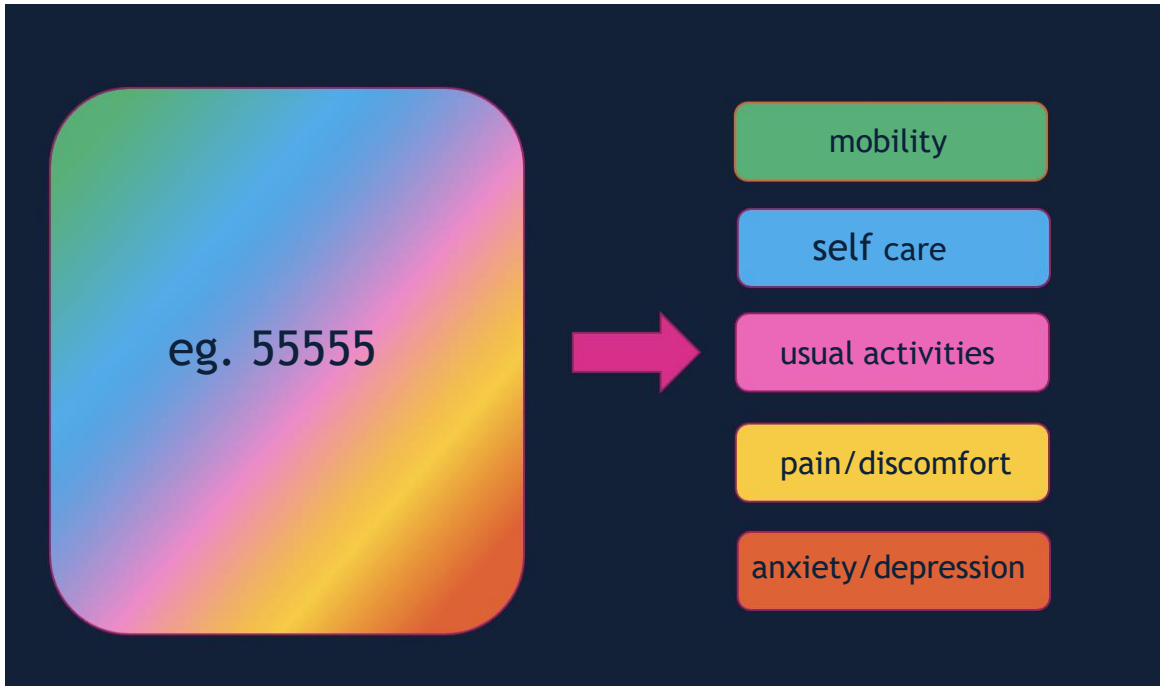 eg. 55555
mobility
self care
usual activities
pain/discomfort
anxiety/depression